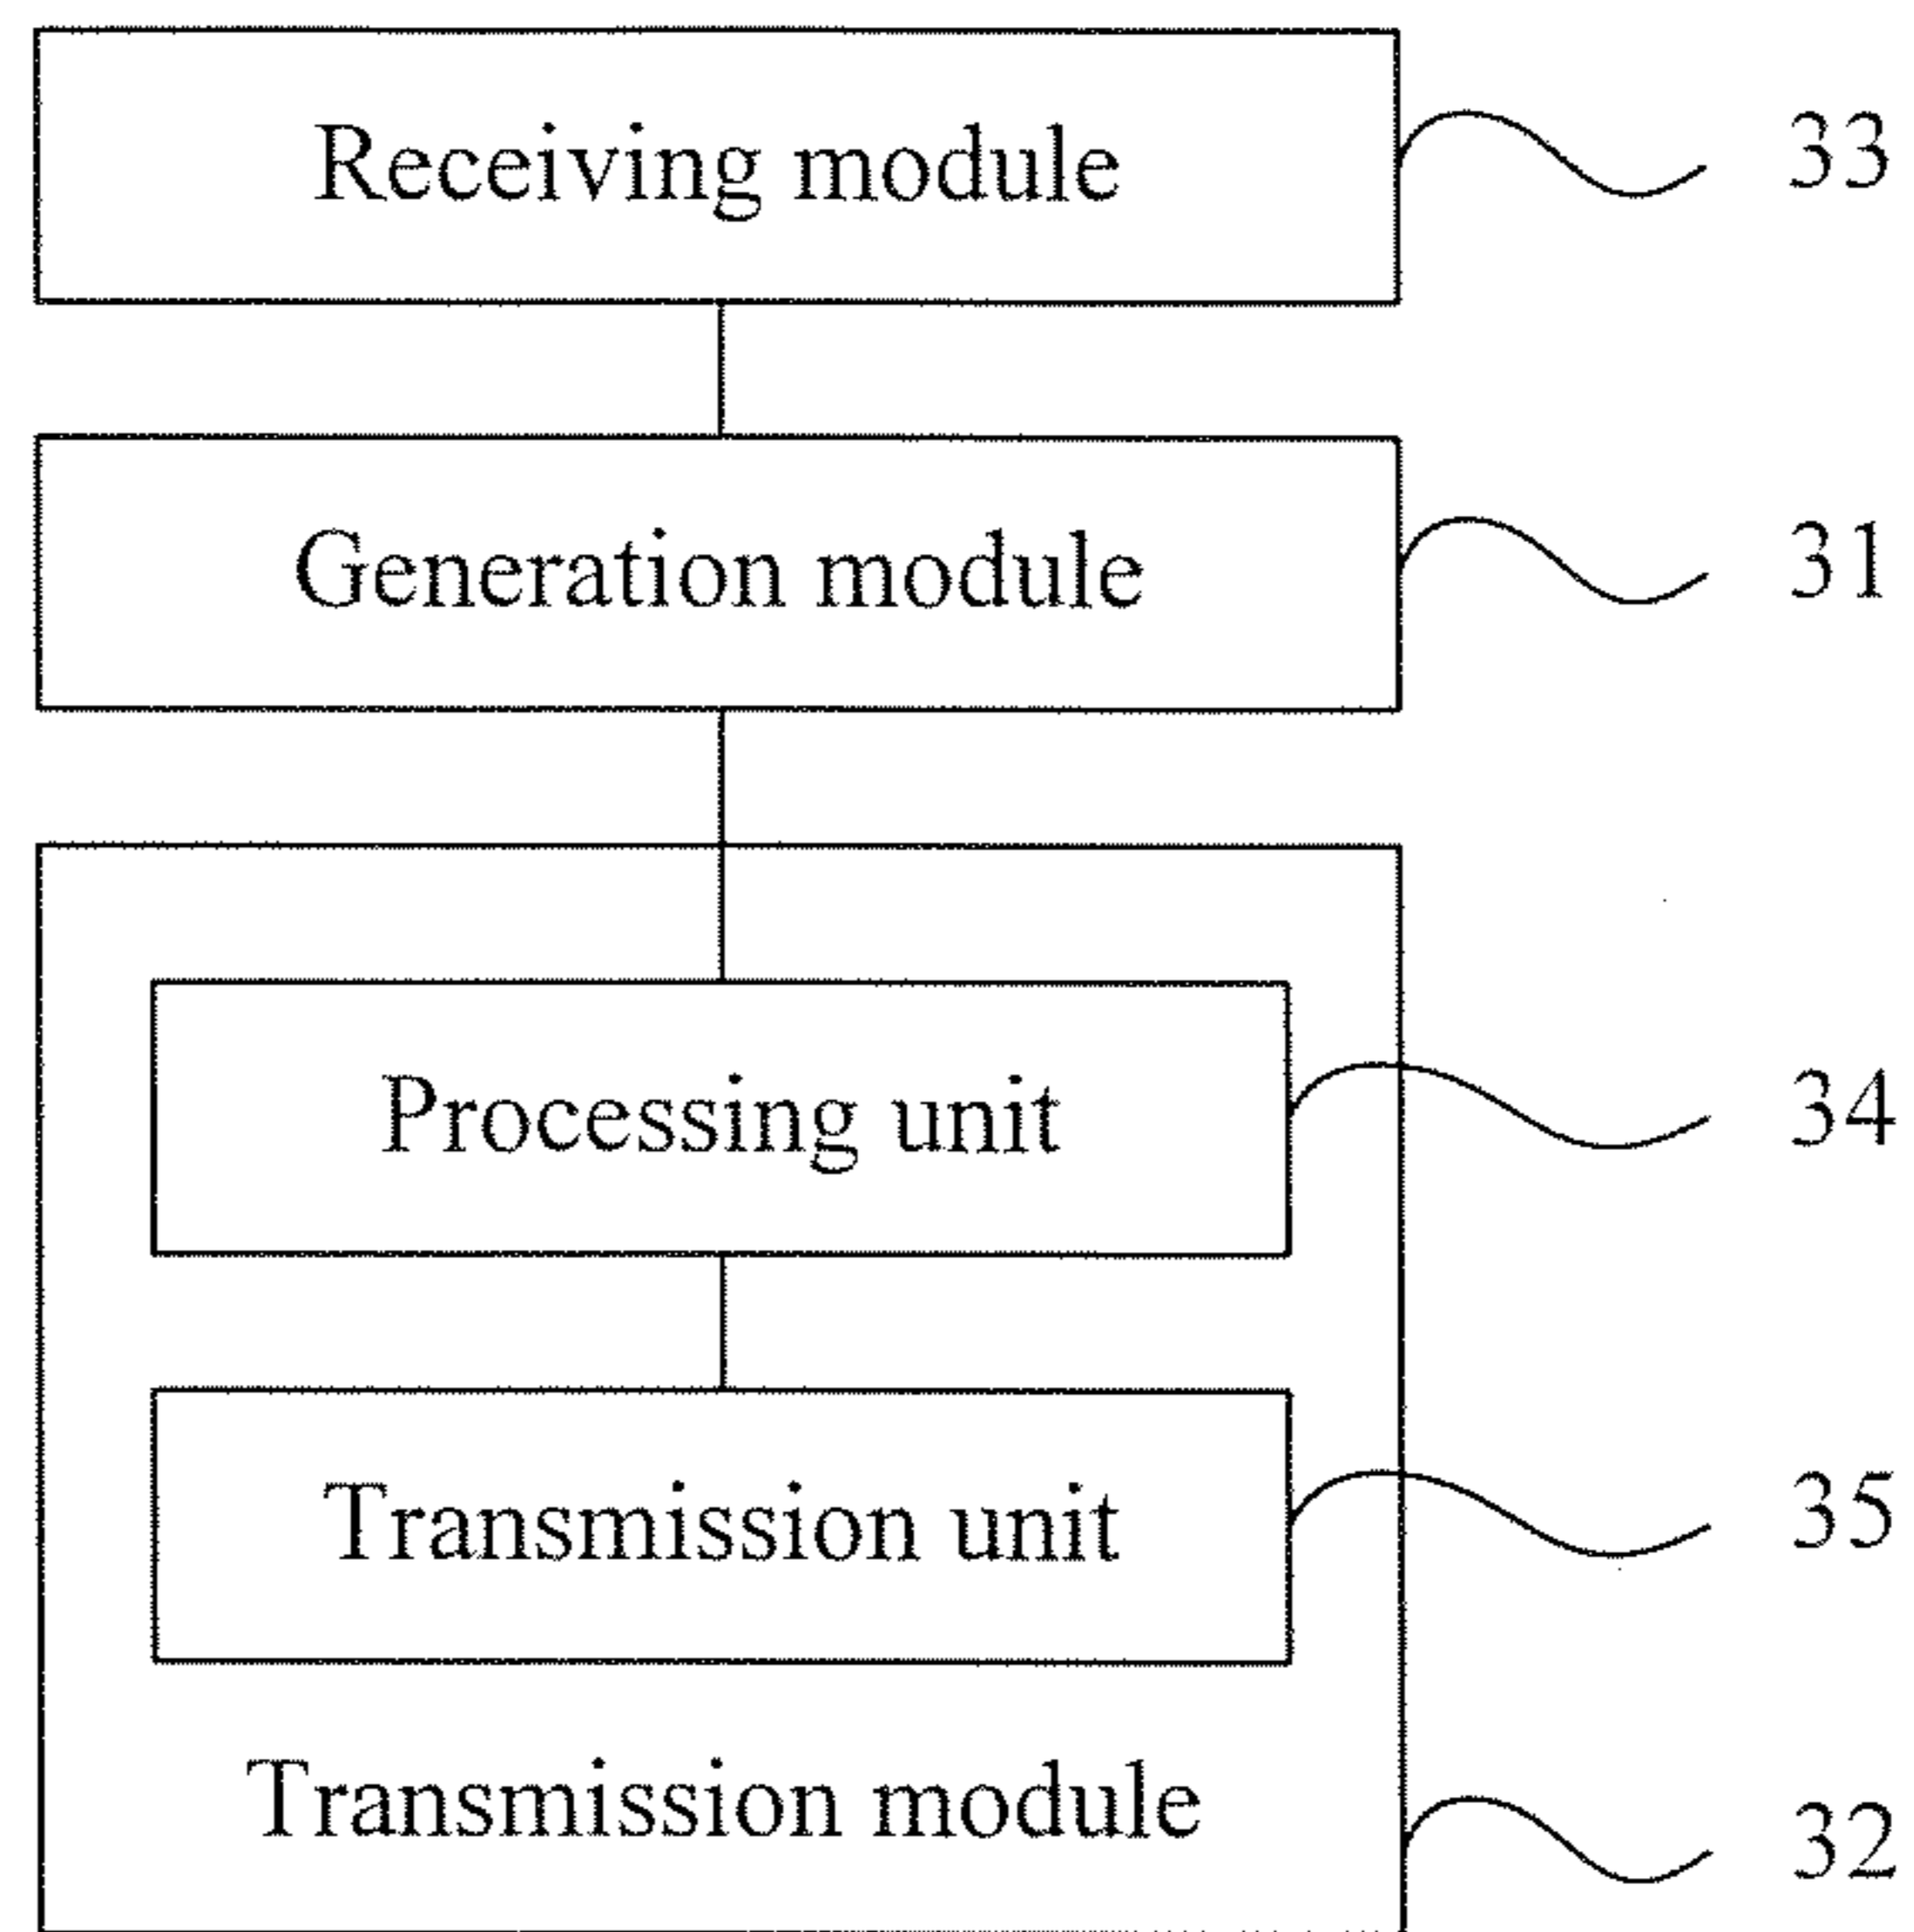 Receiving module 33
Generation module 31
Processing unit 34
Transmission unit 35
Transmission module 32